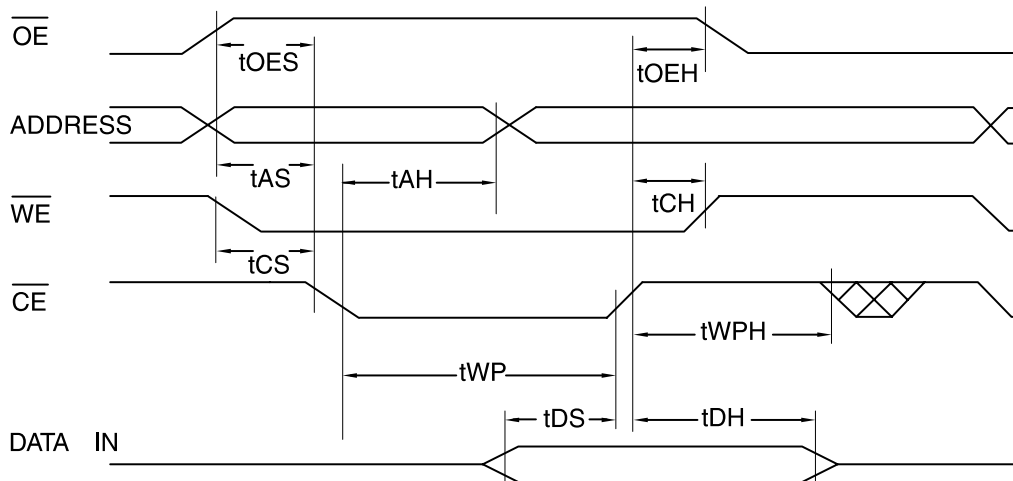 OE
tOES
tOEH
ADDRESS
tAS
tAH
tCH
WE
tCS
CE
tWPH
tWP
tDS
tDH
DATA IN